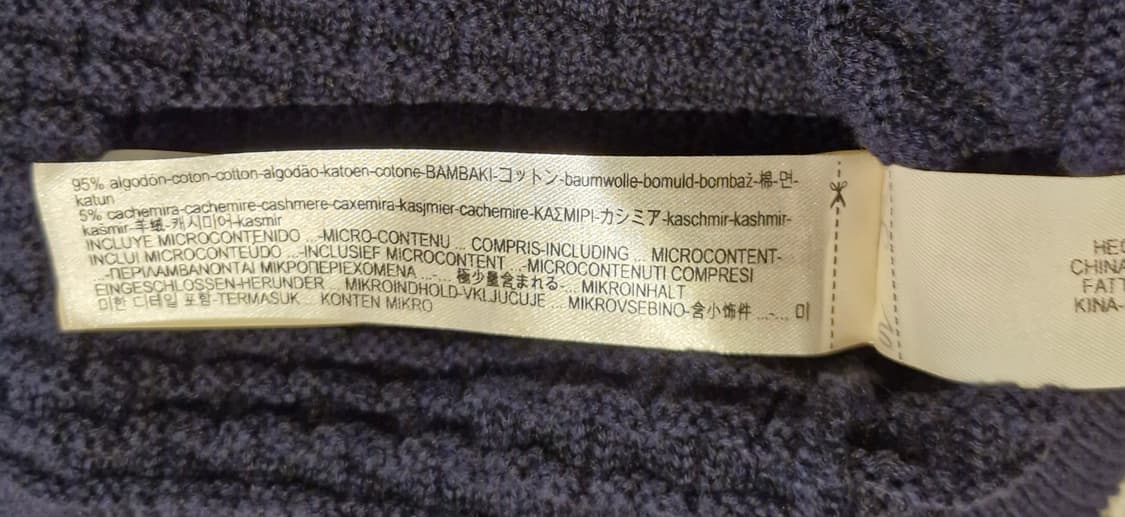 95% algodón-coton-cotton-algodão-katoen-cotone-BAMBAKI-コットン-baumwolle-bomuld-bombaž-棉-면-
katun
5% cachemira-cachemire-cashmere-caxemira-kasjmier-cachemire-ΚΑΣΜΙΡΙ-カシミア-kaschmir-kashmir-
kašmir-羊绒-캐시미어-kasmir
INCLUYE MICROCONTENIDO ...-MICRO-CONTENU ... COMPRIS-INCLUDING ... MICROCONTENT-
INCLUI MICROCONTEUDO ...-INCLUSIEF MICROCONTENT ...-MICROCONTENUTI COMPRESI
...-ΠΕΡΙΛΑΜΒΑΝΟΝΤΑΙ ΜΙΚΡΟΠΕΡΙΕΧΟΜΕΝΑ ...-... 極少量含まれる-... MIKROINHALT
EINGESCHLOSSEN-HERUNDER ... MIKROINDHOLD-VKLJUCUJE ... MIKROVSEBINO-含小饰件 ...-... 미
미한 디테일 포함-TERMASUK ... KONTEN MIKRO
HEC
CHINA
FATT
KINA-